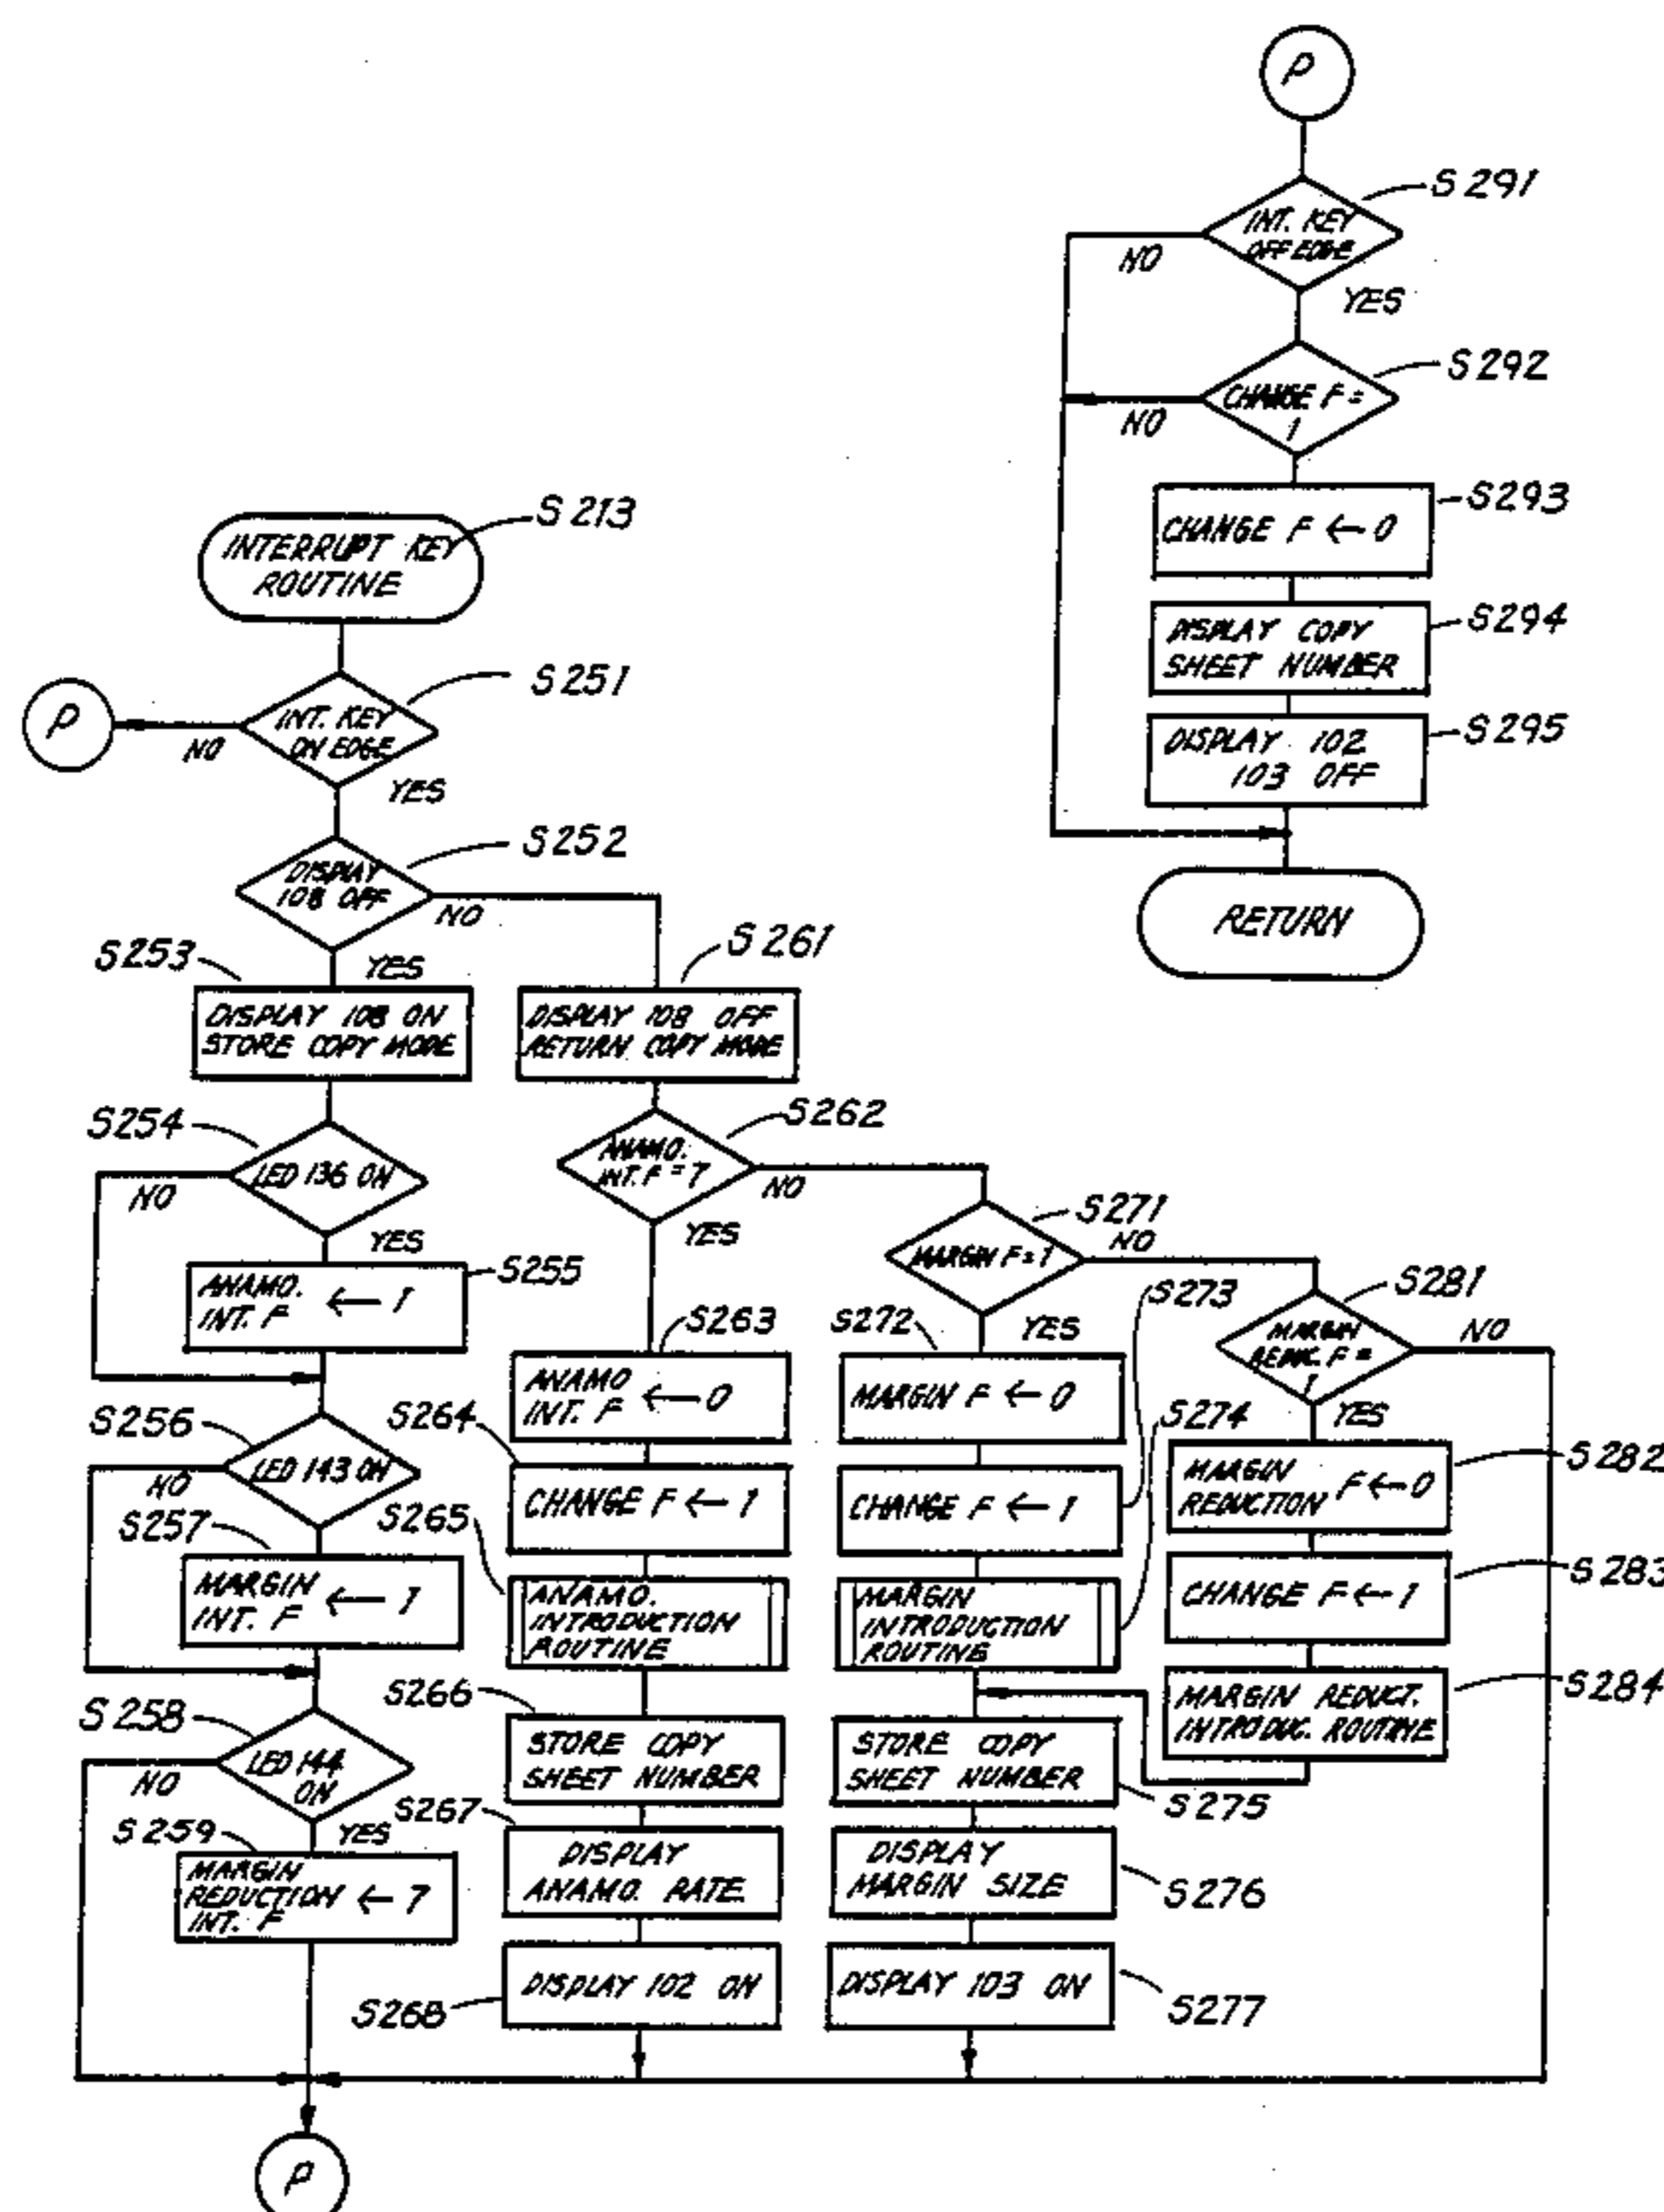 P
S291
INT. KEY
OFF EDGE
NO
YES
S292
CHANGE F =
1
NO
S293
CHANGE F ← 0
S294
DISPLAY COPY
SHEET NUMBER
S295
DISPLAY 102
103 OFF
RETURN
S213
INTERRUPT KEY
ROUTINE
S251
INT. KEY
ON EDGE
P
NO
YES
S252
DISPLAY
108 OFF
NO
YES
S253
DISPLAY 108 ON
STORE COPY MODE
S254
LED 136 ON
NO
YES
S255
ANAMO.
INT. F ← 1
S256
LED 143 ON
NO
S257
MARGIN
INT. F ← 1
S258
LED 144
ON
NO
YES
S259
MARGIN
REDUCTION ← 1
INT. F
P
S261
DISPLAY 108 OFF
RETURN COPY MODE
S262
ANAMO.
INT. F = 1
NO
YES
S263
ANAMO
INT. F ← 0
S264
CHANGE F ← 1
S265
ANAMO.
INTRODUCTION
ROUTINE
S266
STORE COPY
SHEET NUMBER
S267
DISPLAY
ANAMO. RATE
S268
DISPLAY 102 ON
S271
MARGIN F = 1
NO
YES
S272
MARGIN F ← 0
S273
CHANGE F ← 1
S274
MARGIN
INTRODUCTION
ROUTINE
S275
STORE COPY
SHEET NUMBER
S276
DISPLAY
MARGIN SIZE
S277
DISPLAY 103 ON
S281
MARGIN
REDUC. F =
1
NO
YES
S282
MARGIN
REDUCTION F ← 0
S283
CHANGE F ← 1
S284
MARGIN REDUCT.
INTRODUC. ROUTINE